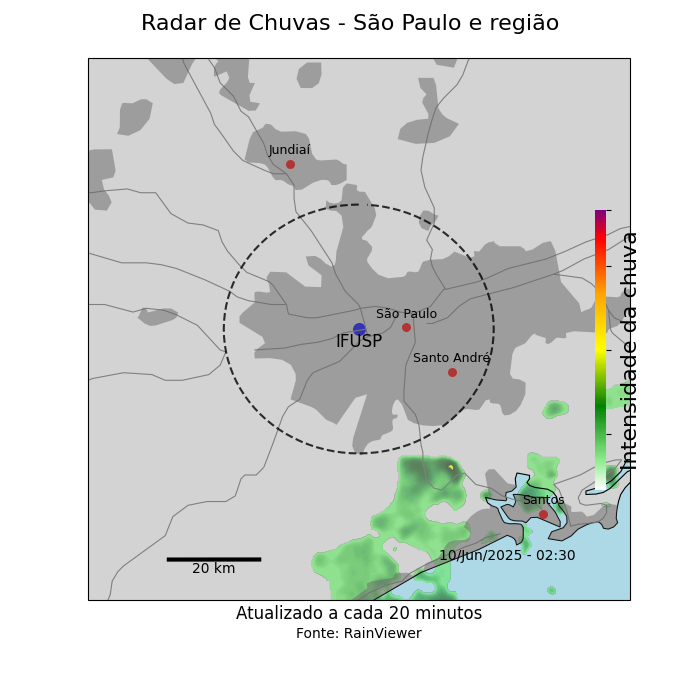 Radar de Chuvas - São Paulo e região
Jundiaí
São Paulo
IFUSP
Santo André
Intensidade da chuva
Santos
10/Jun/2025 - 02:30
20 km
Atualizado a cada 20 minutos
Fonte: RainViewer